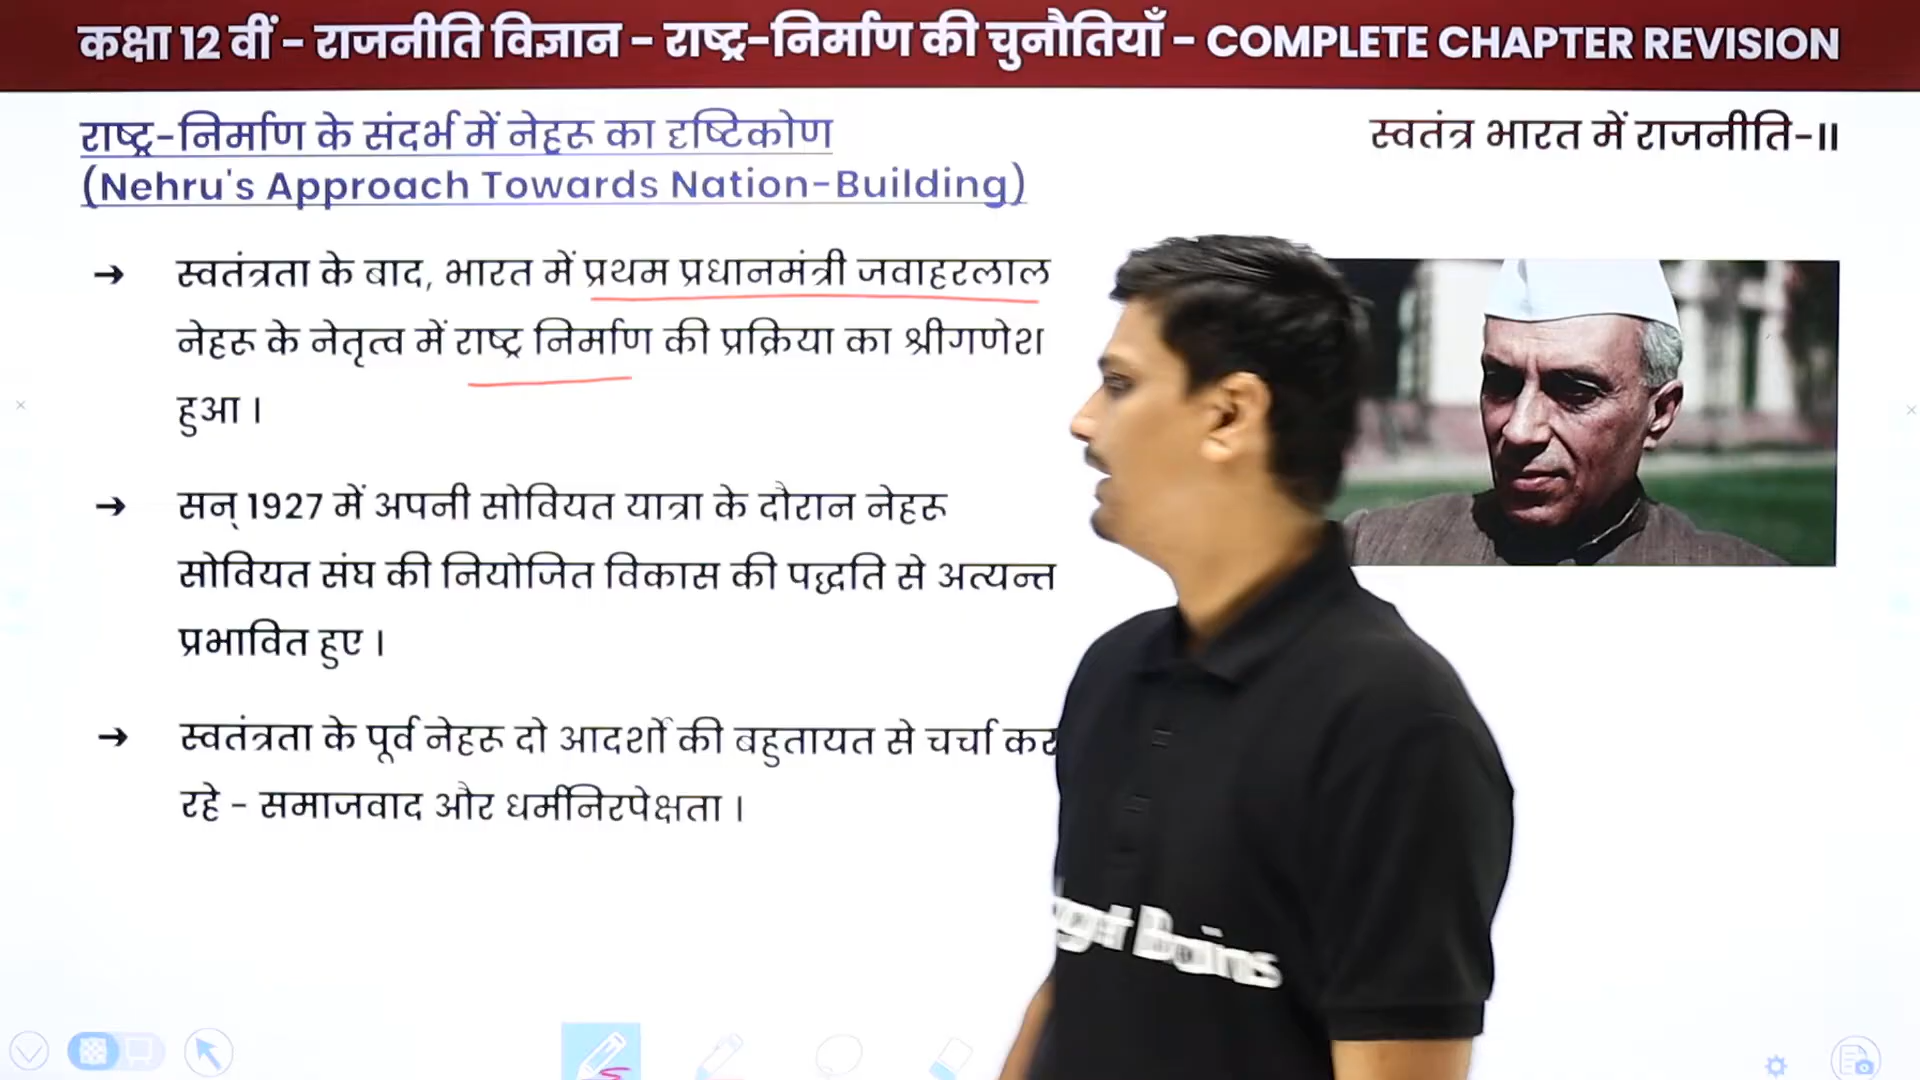 कक्षा 12 वीं - राजनीति विज्ञान - राष्ट्र-निर्माण की चुनौतियाँ - COMPLETE CHAPTER REVISION
राष्ट्र-निर्माण के संदर्भ में नेहरू का दृष्टिकोण
(Nehru's Approach Towards Nation-Building)
स्वतंत्र भारत में राजनीति-II
→ स्वतंत्रता के बाद, भारत में प्रथम प्रधानमंत्री जवाहरलाल
नेहरू के नेतृत्व में राष्ट्र निर्माण की प्रक्रिया का श्रीगणेश
हुआ ।
→ सन् 1927 में अपनी सोवियत यात्रा के दौरान नेहरू
सोवियत संघ की नियोजित विकास की पद्धति से अत्यन्त
प्रभावित हुए ।
→ स्वतंत्रता के पूर्व नेहरू दो आदर्शों की बहुतायत से चर्चा कर
रहे - समाजवाद और धर्मनिरपेक्षता ।
Brains